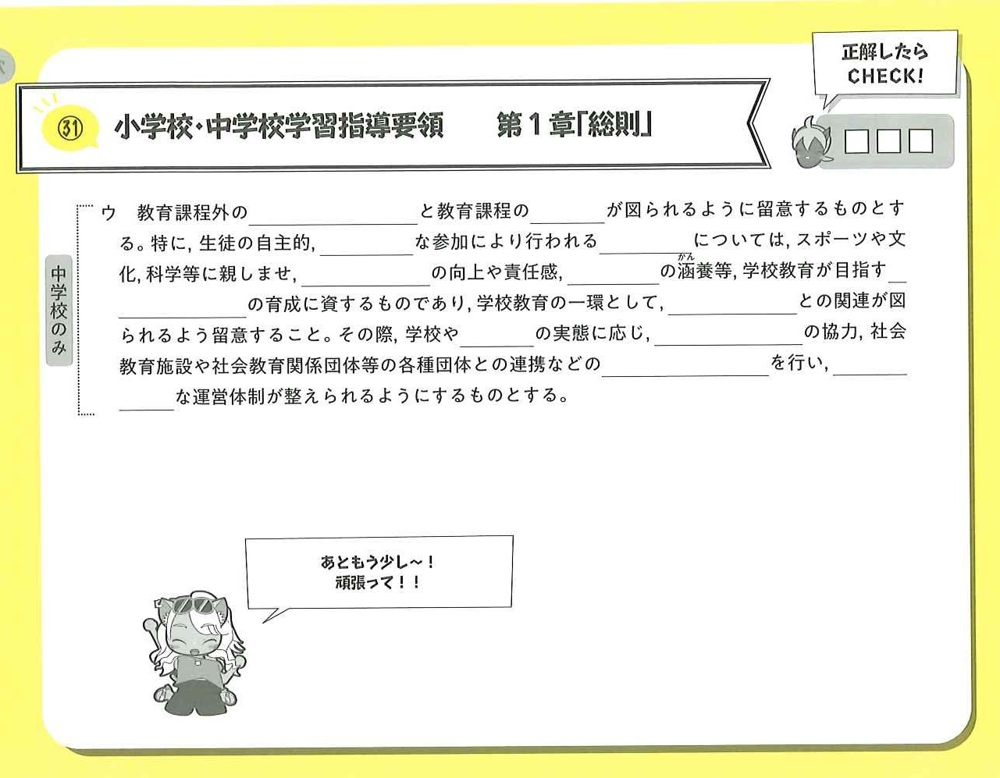 正解したら
CHECK!
㉛ 小学校・中学校学習指導要領 第1章「総則」
中学校のみ
ウ 教育課程外の＿＿＿＿＿＿＿＿＿と教育課程の＿＿＿＿が図られるように留意するものとす
る。特に, 生徒の自主的, ＿＿＿＿＿な参加により行われる＿＿＿＿＿については, スポーツや文
化, 科学等に親しませ, ＿＿＿＿＿＿＿の向上や責任感, ＿＿＿＿＿の涵養等, 学校教育が目指す＿
かん
＿＿＿＿＿＿＿の育成に資するものであり, 学校教育の一環として, ＿＿＿＿＿＿＿との関連が図
られるよう留意すること。その際, 学校や＿＿＿＿の実態に応じ, ＿＿＿＿＿＿＿＿の協力, 社会
教育施設や社会教育関係団体等の各種団体との連携などの＿＿＿＿＿＿＿＿＿を行い, ＿＿＿＿
＿＿＿な運営体制が整えられるようにするものとする。
あともう少し〜！
頑張って！！